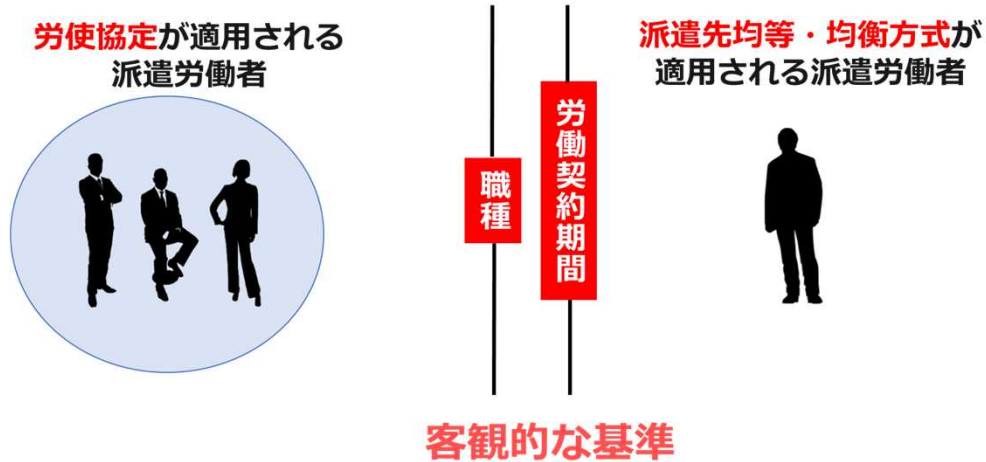 労使協定が適用される
派遣労働者
派遣先均等・均衡方式が
適用される派遣労働者
職種
労働契約期間
客観的な基準